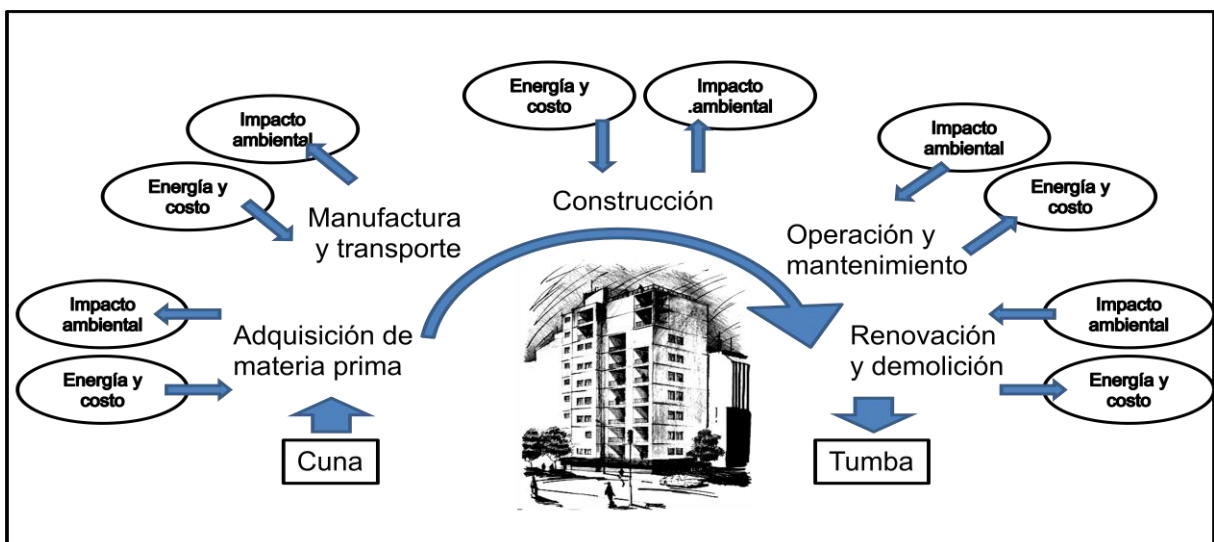 Energía y
costo
Impacto
.ambiental
Impacto
ambiental
Energía y
costo
Manufactura
y transporte
Construcción
Impacto
ambiental
Energía y
costo
Operación y
mantenimiento
Impacto
ambiental
Energía y
costo
Adquisición de
materia prima
Renovación
y demolición
Impacto
ambiental
Energía y
costo
Cuna
Tumba